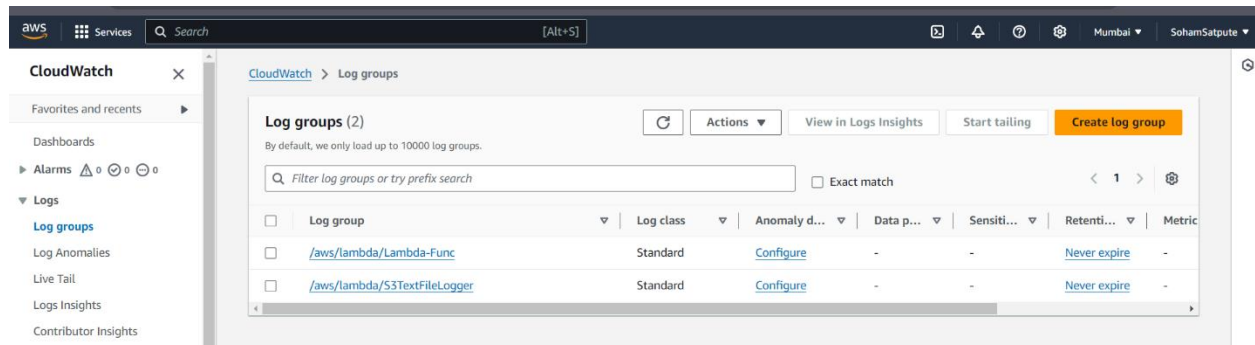 aws Services Search [Alt+S] Mumbai SohamSatpute
CloudWatch
Favorites and recents
Dashboards
Alarms 0 0 0
Logs
Log groups
Log Anomalies
Live Tail
Logs Insights
Contributor Insights
CloudWatch > Log groups
Log groups (2) Actions View in Logs Insights Start tailing Create log group
By default, we only load up to 10000 log groups.
Filter log groups or try prefix search Exact match 1
Log group Log class Anomaly d... Data p... Sensiti... Retenti... Metric
/aws/lambda/Lambda-Func Standard Configure - - Never expire -
/aws/lambda/S3TextFileLogger Standard Configure - - Never expire -